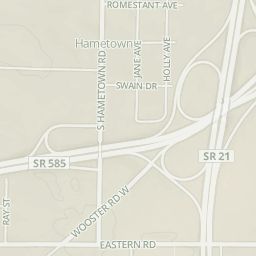 ROMESTANT AVE
Hametown
S HAMETOWN RD
JANE AVE
HOLLY AVE
SWAIN DR
SR 585
SR 21
RAY ST
WOOSTER RD W
EASTERN RD